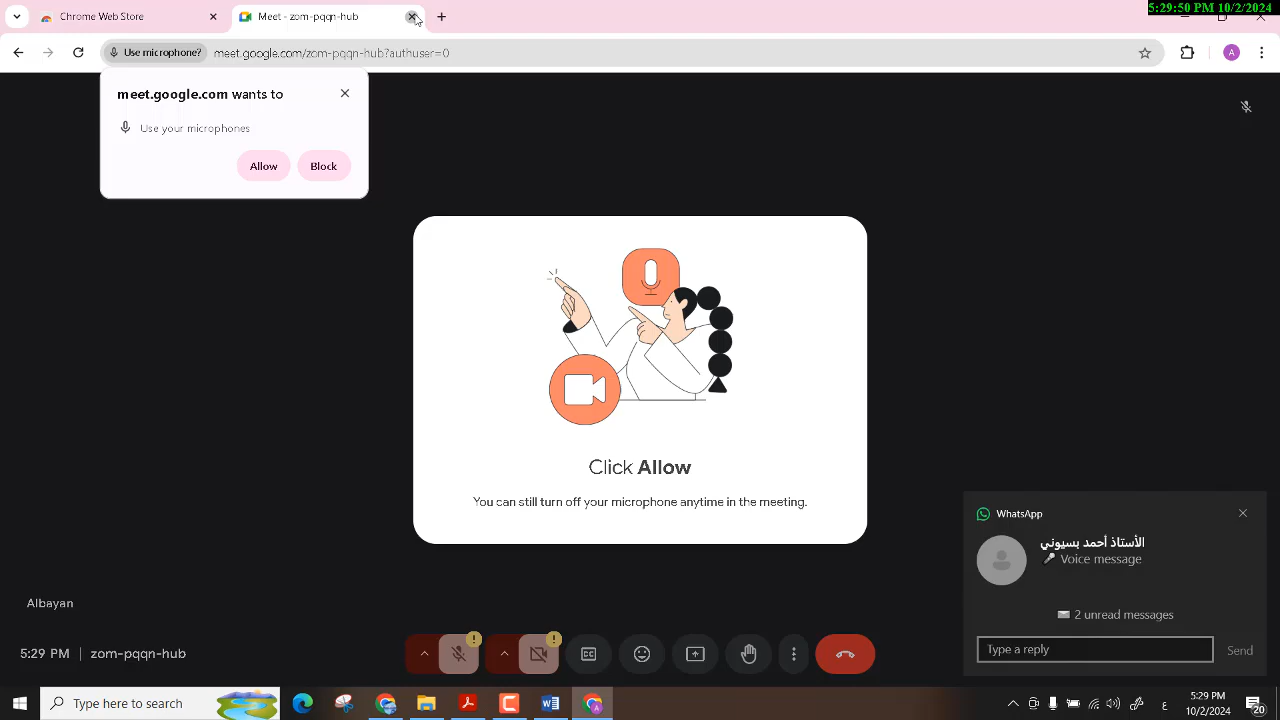 5:29:50 PM 10/2/2024
Chrome Web Store
Meet - zom-pqqn-hub
Use microphone?
meet.google.com/zom-pqqn-hub?authuser=0
A
meet.google.com wants to
Use your microphones
Allow
Block
Click Allow
You can still turn off your microphone anytime in the meeting.
WhatsApp
الأستاذ أحمد بسيوني
Voice message
2 unread messages
Type a reply
Send
Albayan
5:29 PM | zom-pqqn-hub
CC
Type here to search
ع
5:29 PM
10/2/2024
20